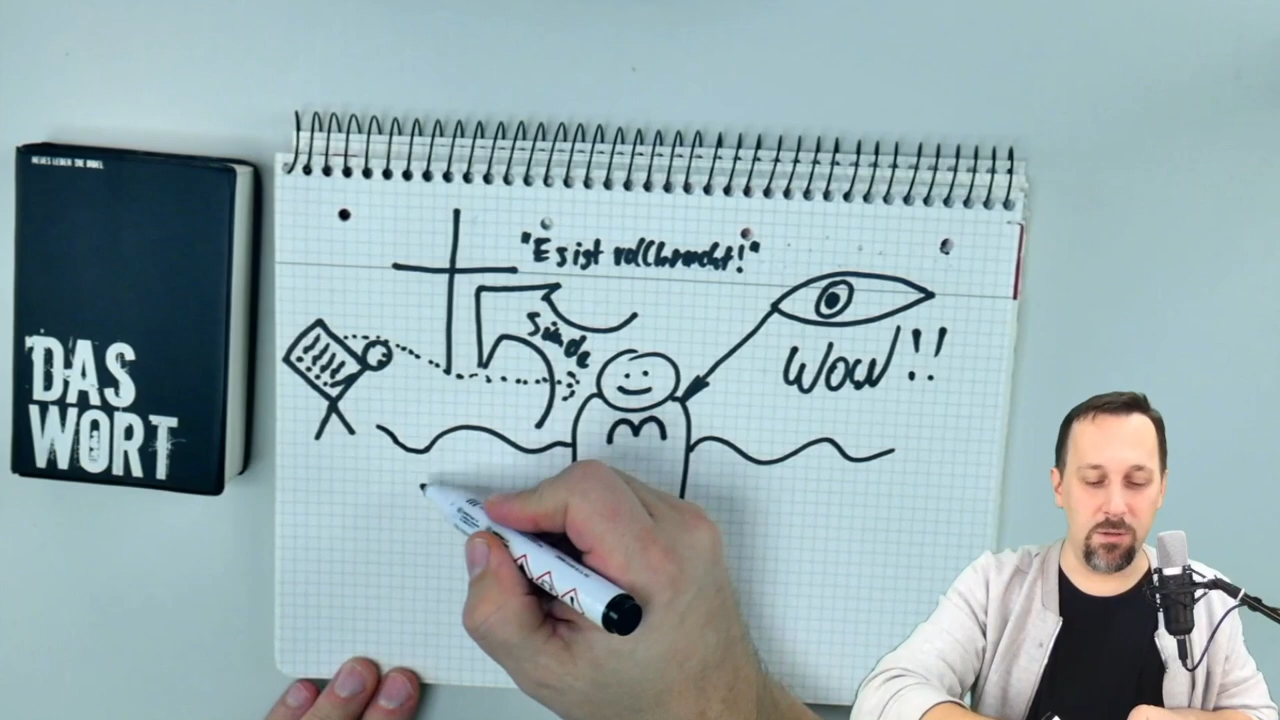 NEUES LEBEN DIE BIBEL
DAS
WORT
"Es ist vollbracht!"
Sünde
WOW!!